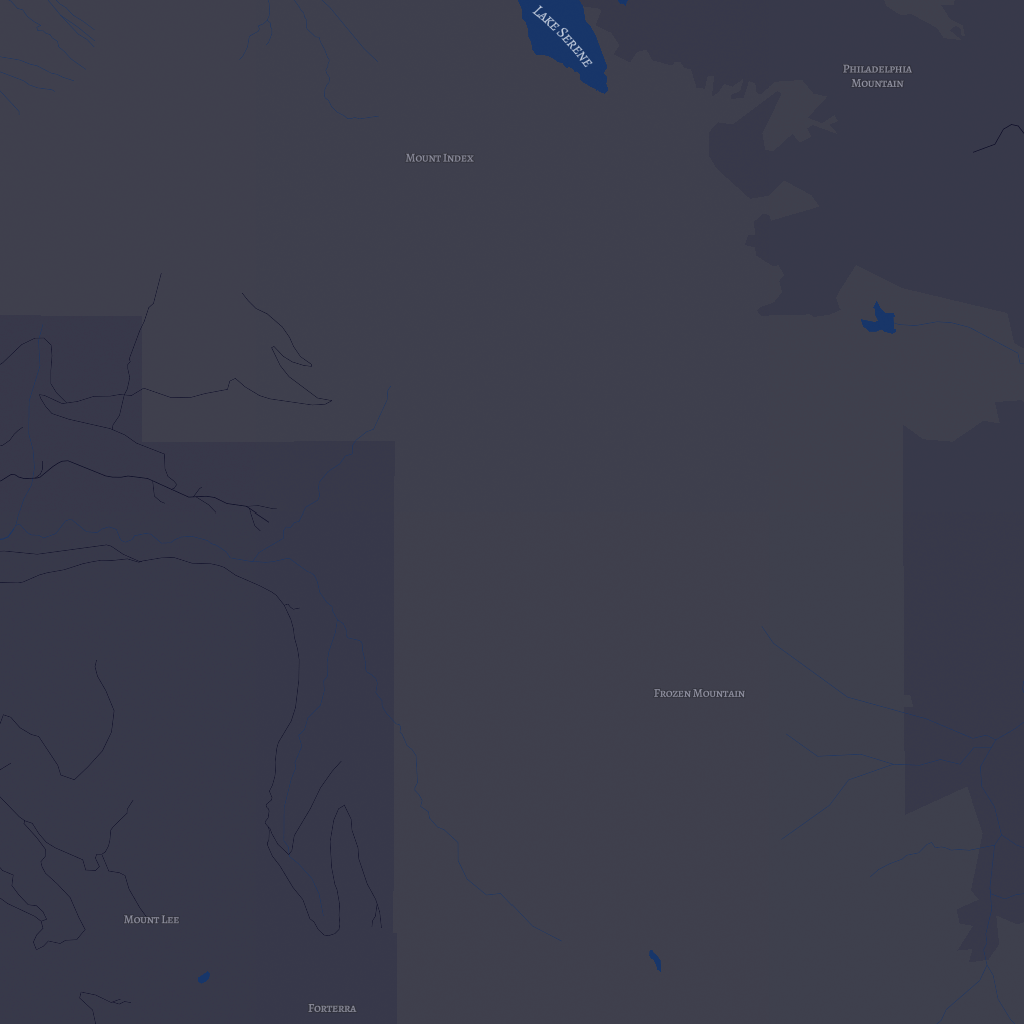 Lake Serene
Philadelphia
Mountain
Mount Index
Frozen Mountain
Mount Lee
Forterra